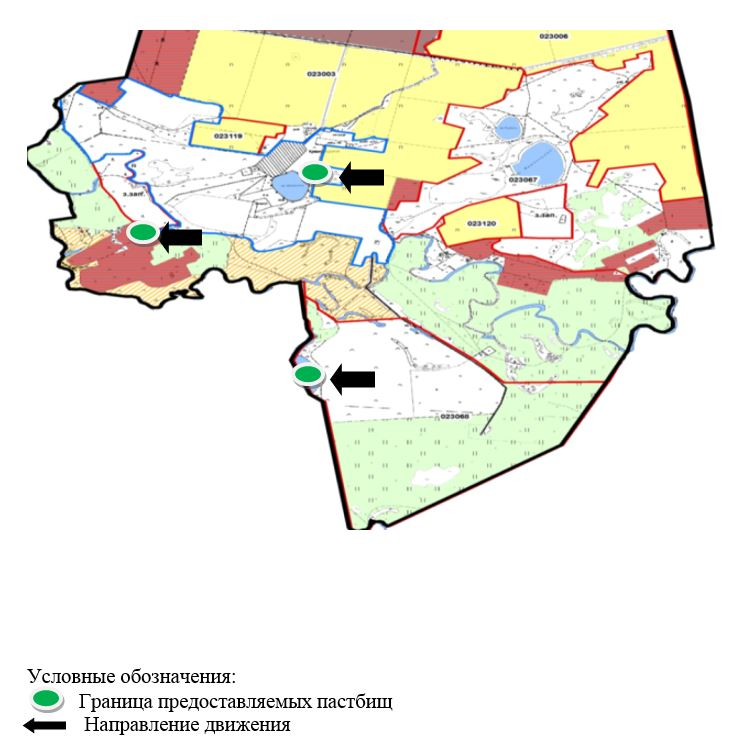 023006
023003
023119
023067
з.зап.
023120
з.зап.
023068
Условные обозначения:
Граница предоставляемых пастбищ
Направление движения